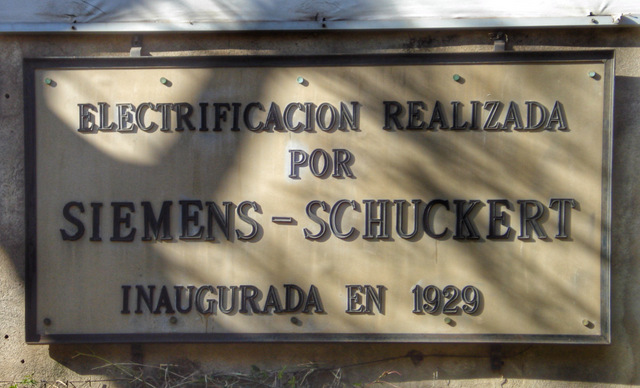 ELECTRIFICACION REALIZADA
POR
SIEMENS-SCHUCKERT
INAUGURADA EN 1929